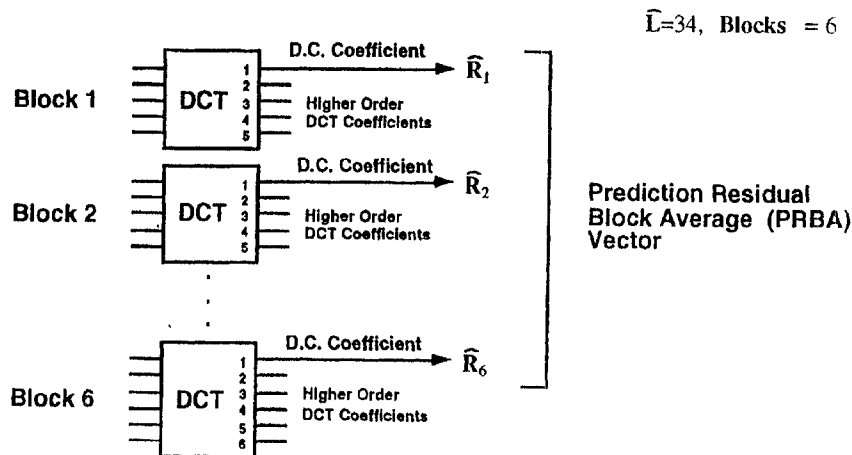 L̂=34, Blocks = 6
D.C. Coefficient
R̂1
Block 1
DCT
1
2
3
4
5
Higher Order
DCT Coefficients
D.C. Coefficient
R̂2
Block 2
DCT
1
2
3
4
5
Higher Order
DCT Coefficients
Prediction Residual
Block Average (PRBA)
Vector
D.C. Coefficient
R̂6
Block 6
DCT
1
2
3
4
5
6
Higher Order
DCT Coefficients